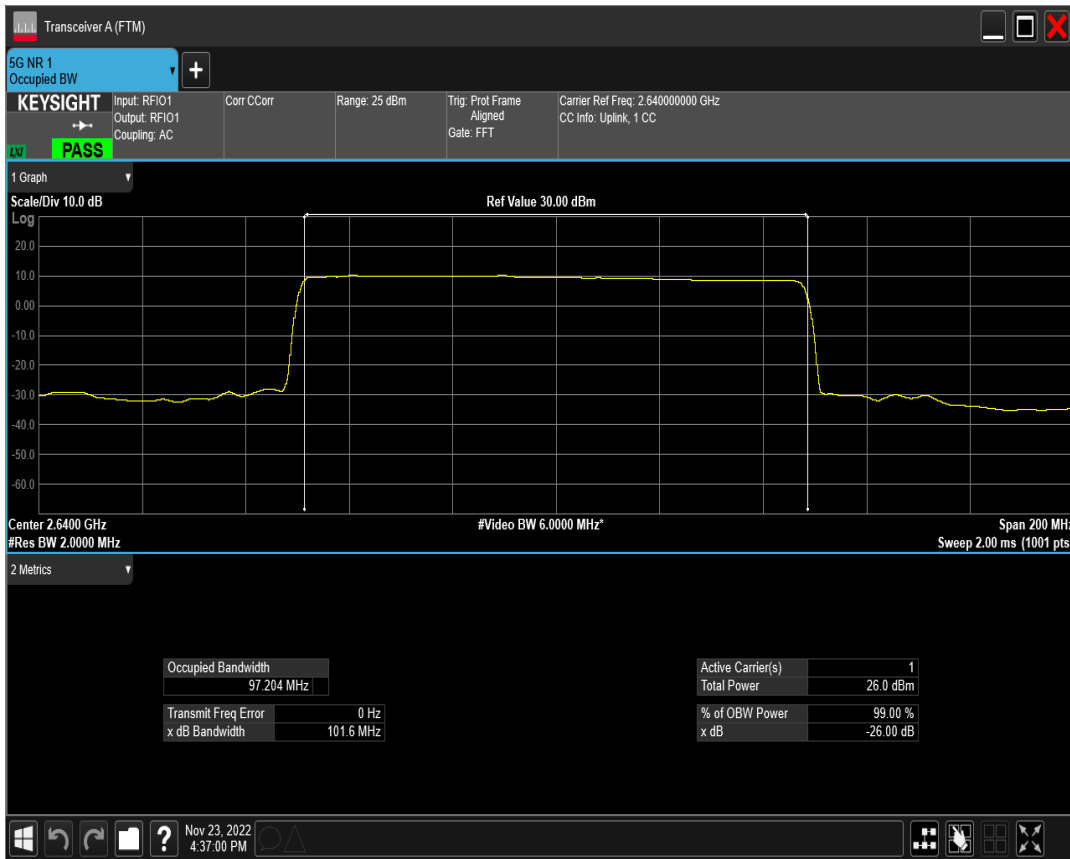 Transceiver A (FTM)
5G NR 1
Occupied BW
+
KEYSIGHT
LXI
PASS
Input: RFIO1
Output: RFIO1
Coupling: AC
Corr CCorr
Range: 25 dBm
Trig: Prot Frame
Aligned
Gate: FFT
Carrier Ref Freq: 2.640000000 GHz
CC Info: Uplink, 1 CC
1 Graph
Scale/Div 10.0 dB
Ref Value 30.00 dBm
Log
20.0
10.0
0.00
-10.0
-20.0
-30.0
-40.0
-50.0
-60.0
Center 2.6400 GHz
#Video BW 6.0000 MHz*
Span 200 MHz
#Res BW 2.0000 MHz
Sweep 2.00 ms (1001 pts
2 Metrics
Occupied Bandwidth
97.204 MHz
Transmit Freq Error 0 Hz
x dB Bandwidth 101.6 MHz
Active Carrier(s) 1
Total Power 26.0 dBm
% of OBW Power 99.00 %
x dB -26.00 dB
?
Nov 23, 2022
4:37:00 PM